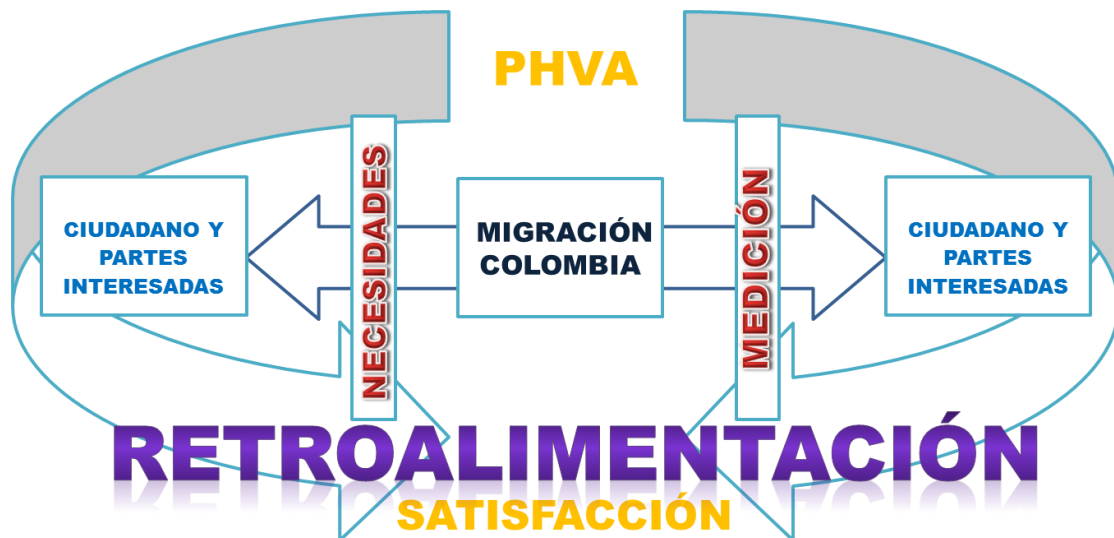 PHVA
CIUDADANO Y
PARTES
INTERESADAS
NECESIDADES
MIGRACIÓN
COLOMBIA
MEDICIÓN
CIUDADANO Y
PARTES
INTERESADAS
RETROALIMENTACIÓN
SATISFACCIÓN